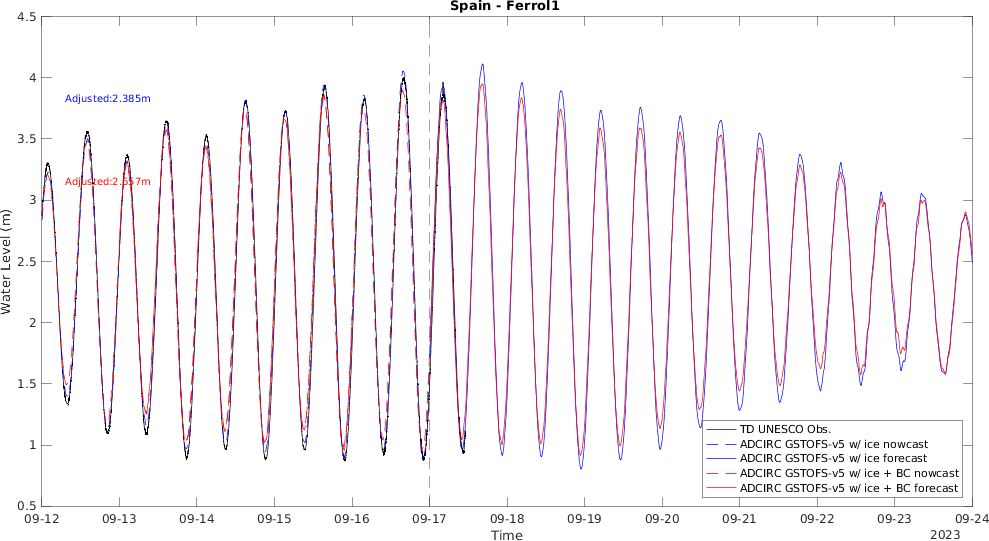 Spain - Ferrol1
4.5
4
3.5
3
2.5
2
1.5
1
0.5
Water Level (m)
Adjusted:2.385m
TD UNESCO Obs.
ADCIRC GSTOFS-v5 w/ ice nowcast
ADCIRC GSTOFS-v5 w/ ice forecast
ADCIRC GSTOFS-v5 w/ ice + BC nowcast
ADCIRC GSTOFS-v5 w/ ice + BC forecast
09-12 09-13 09-14 09-15 09-16 09-17 09-18 09-19 09-20 09-21 09-22 09-23 09-24
Time
2023